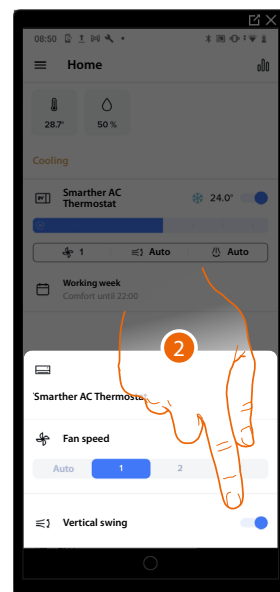 08:50
Home
28.7° 50 %
Cooling
Smarther AC
Thermostat
24.0°
1 Auto Auto
Working week
Comfort until 22:00
2
Smarther AC Thermostat
Fan speed
Auto 1 2
Vertical swing